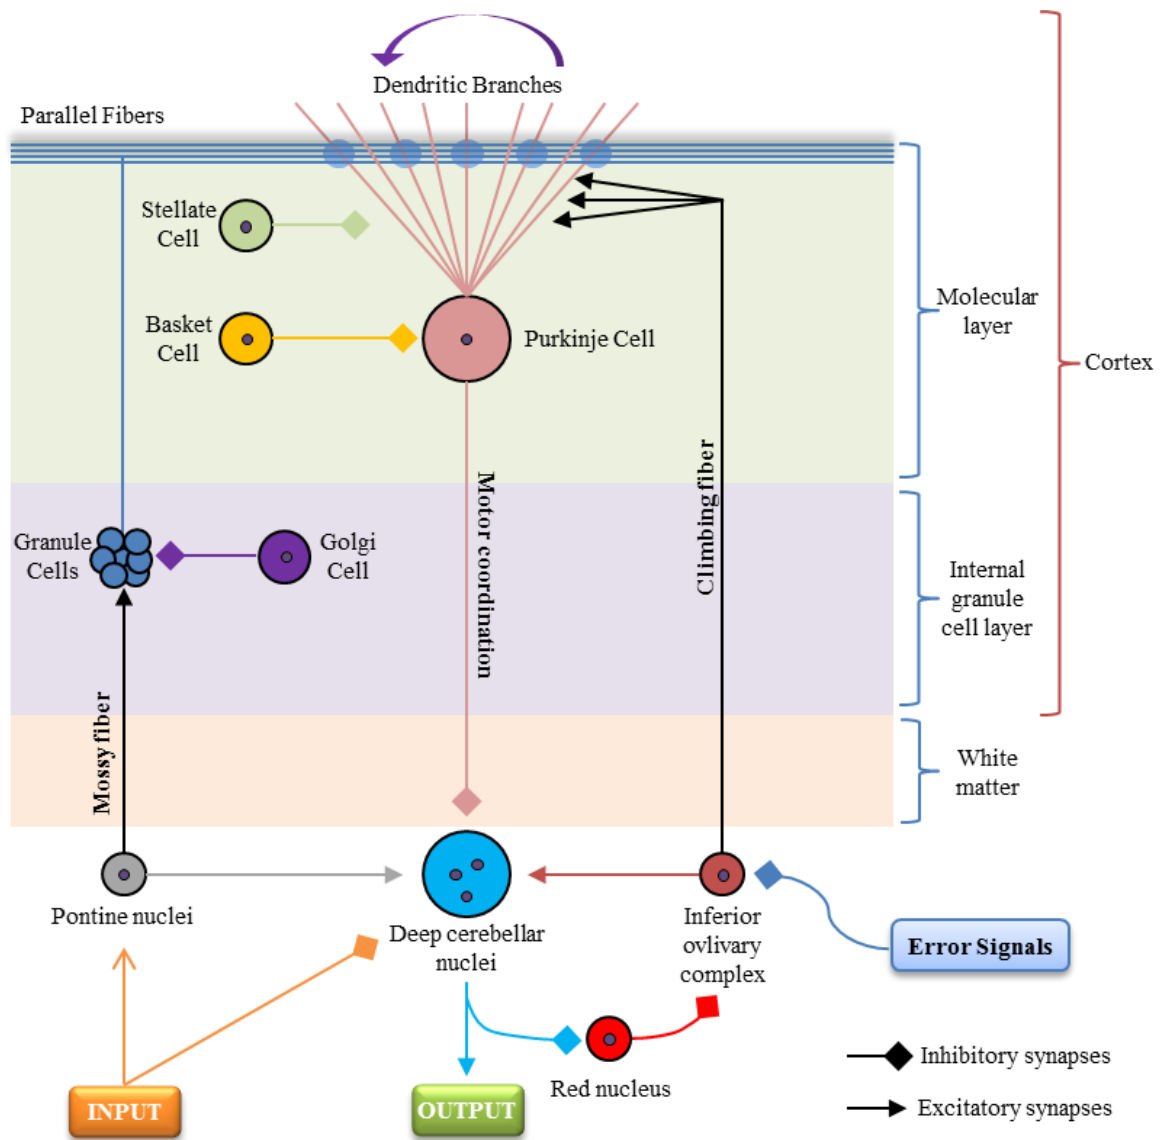 Dendritic Branches
Parallel Fibers
Stellate
Cell
Basket
Cell
Purkinje Cell
Molecular
layer
Cortex
Motor coordination
Climbing fiber
Granule
Cells
Golgi
Cell
Internal
granule
cell layer
Mossy fiber
White
matter
Pontine nuclei
Deep cerebellar
nuclei
Inferior
ovlivary
complex
Error Signals
Red nucleus
INPUT
OUTPUT
Inhibitory synapses
Excitatory synapses